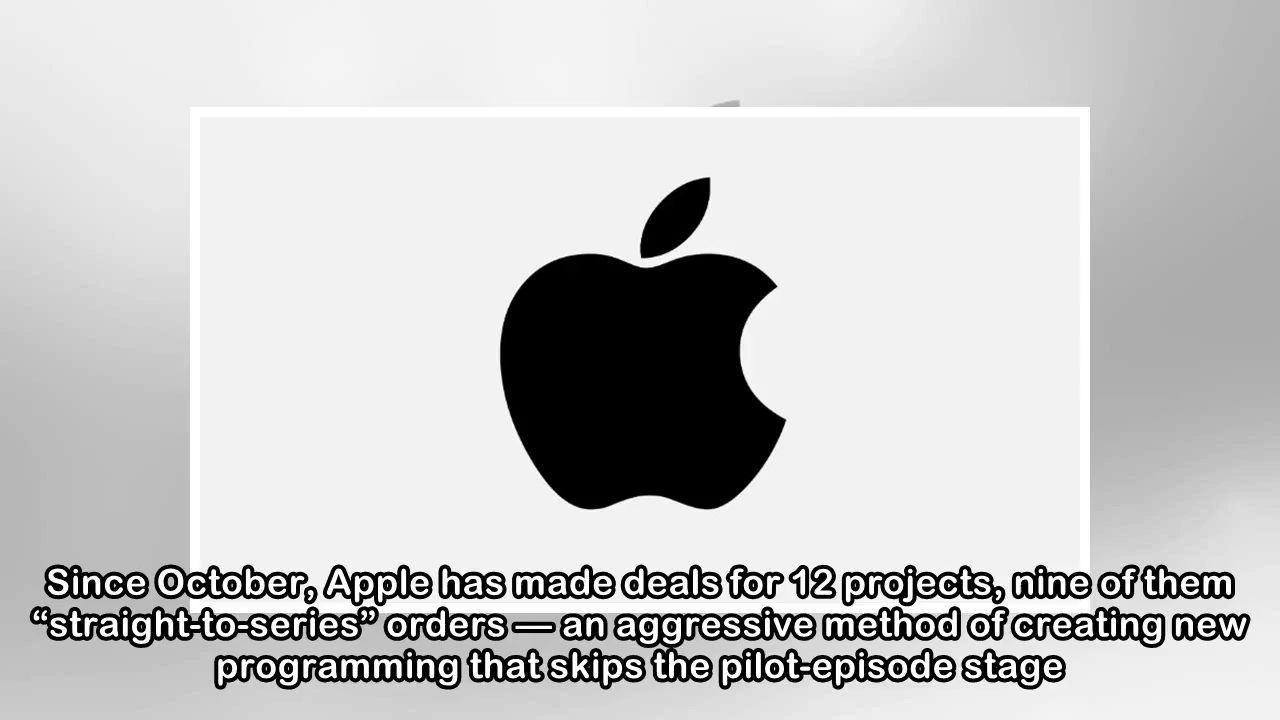 Since October, Apple has made deals for 12 projects, nine of them
“straight-to-series” orders — an aggressive method of creating new
programming that skips the pilot-episode stage